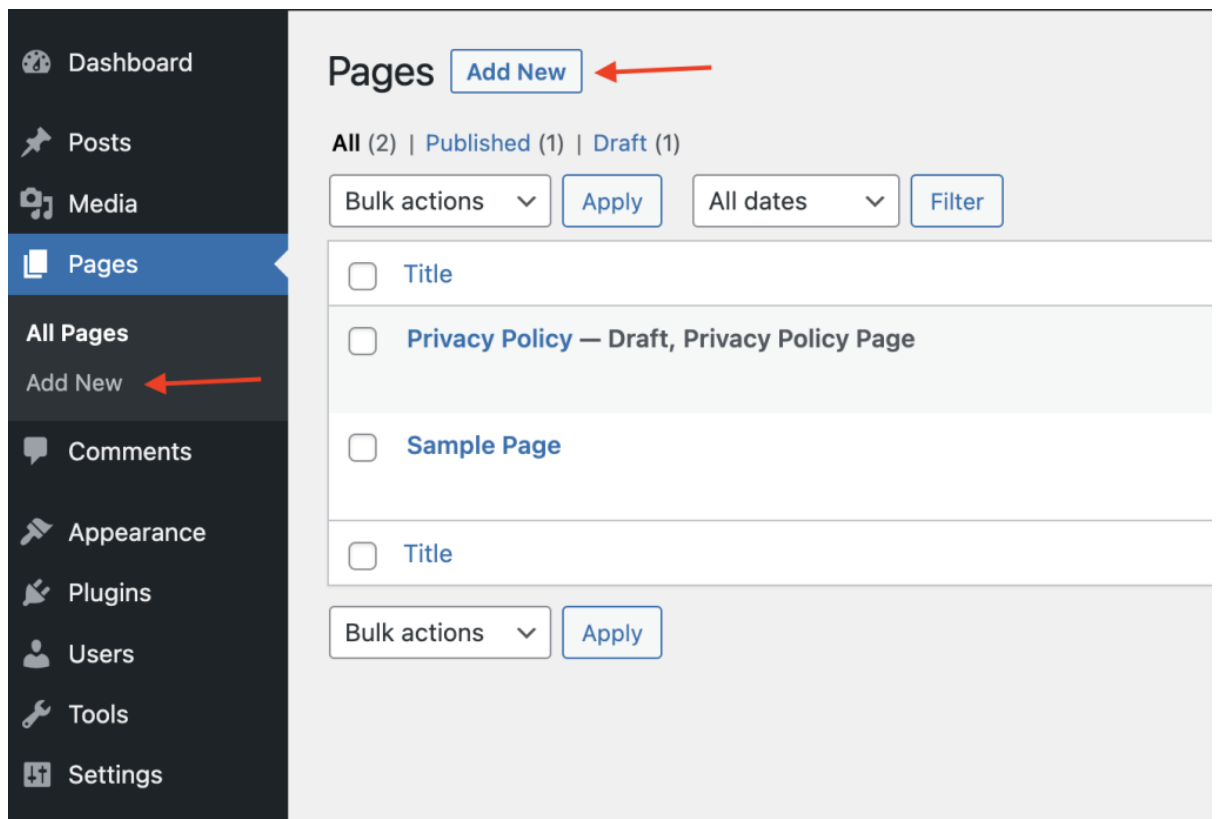 Dashboard
Posts
Media
Pages
All Pages
Add New
Comments
Appearance
Plugins
Users
Tools
Settings
Pages Add New
All (2) | Published (1) | Draft (1)
Bulk actions Apply All dates Filter
Title
Privacy Policy — Draft, Privacy Policy Page
Sample Page
Title
Bulk actions Apply